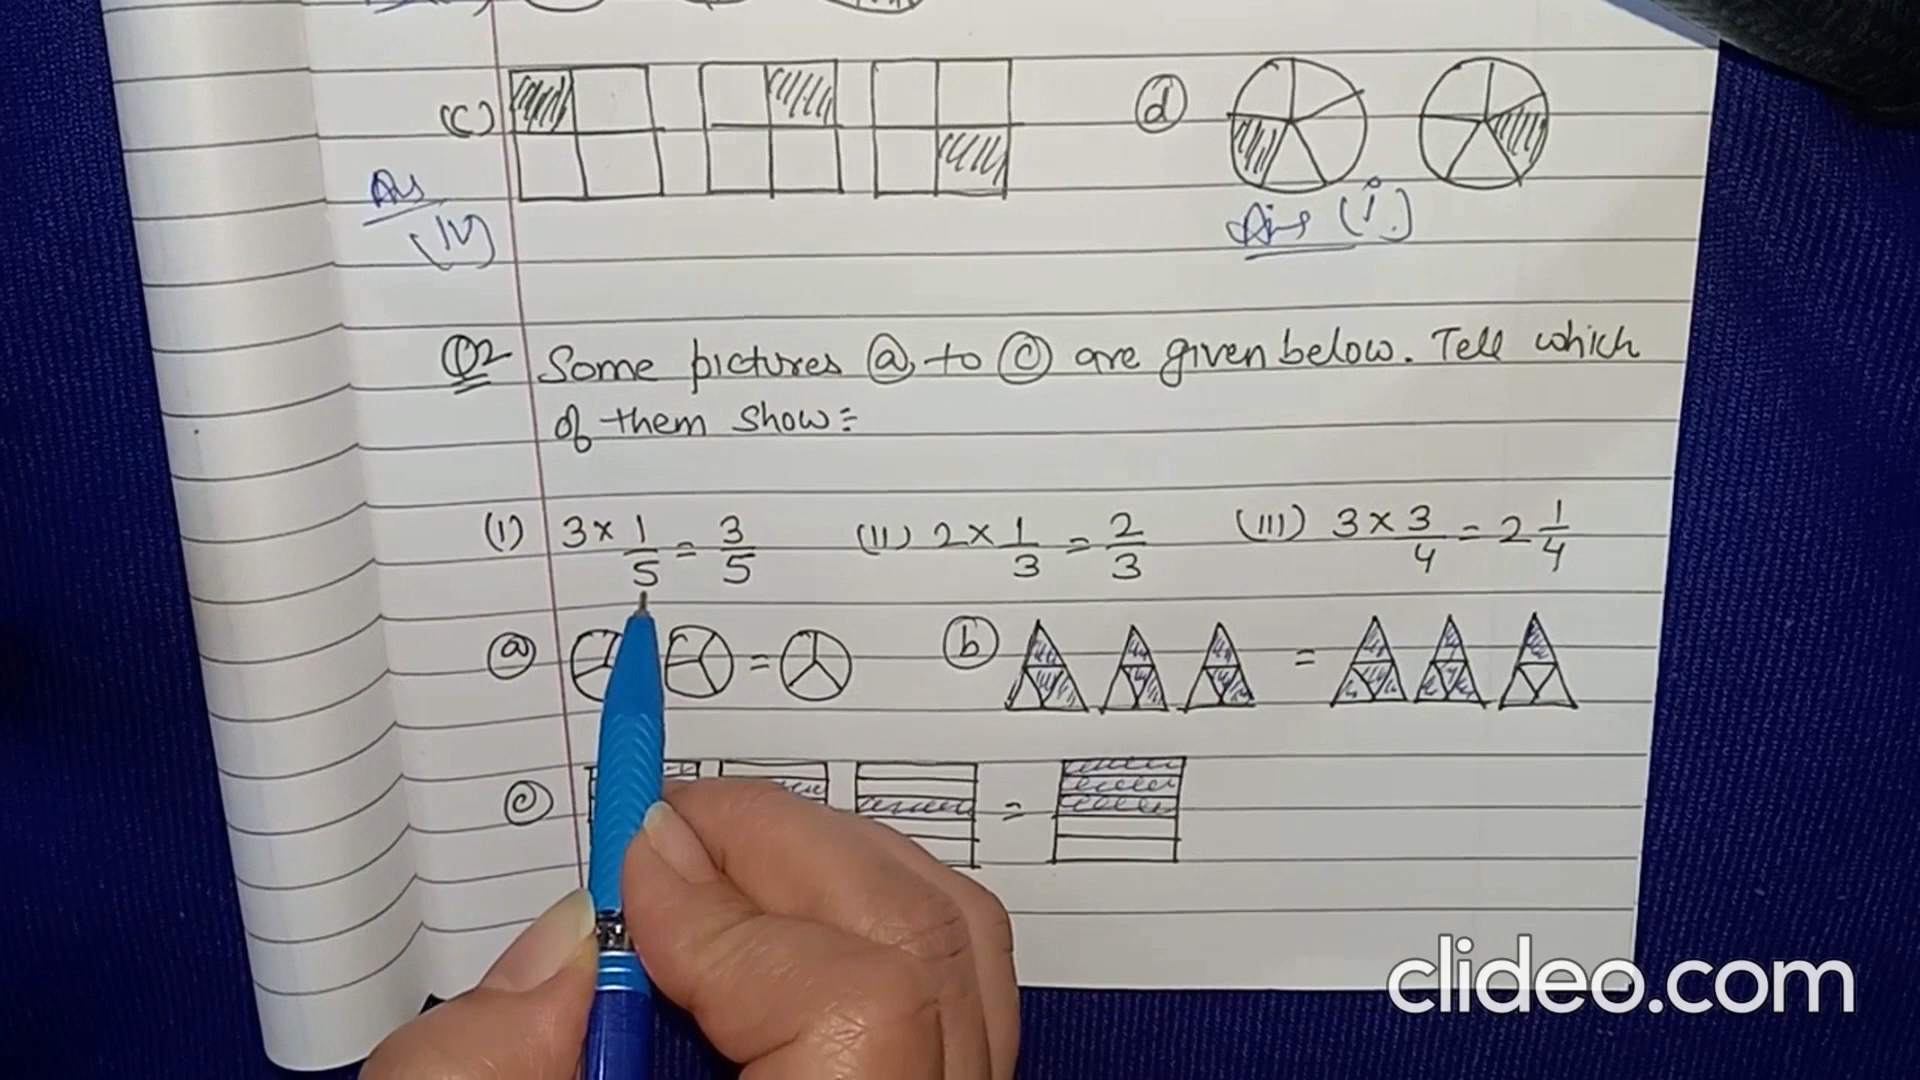 (c) (d)
Ans Ans (i)
(iv)
Q2 Some pictures (a) to (c) are given below. Tell which
of them show:
(I) 3 × 1/5 = 3/5 (II) 2 × 1/3 = 2/3 (III) 3 × 3/4 = 2 1/4
(a) = (b) =
(c) =
clideo.com